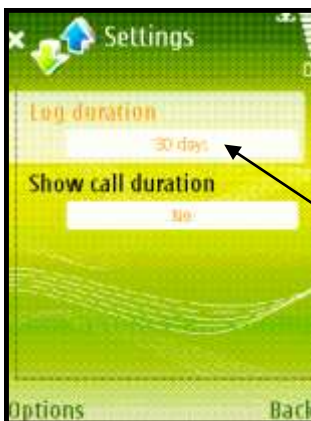 Settings
Log duration
30 days
Show call duration
No
Options
Back